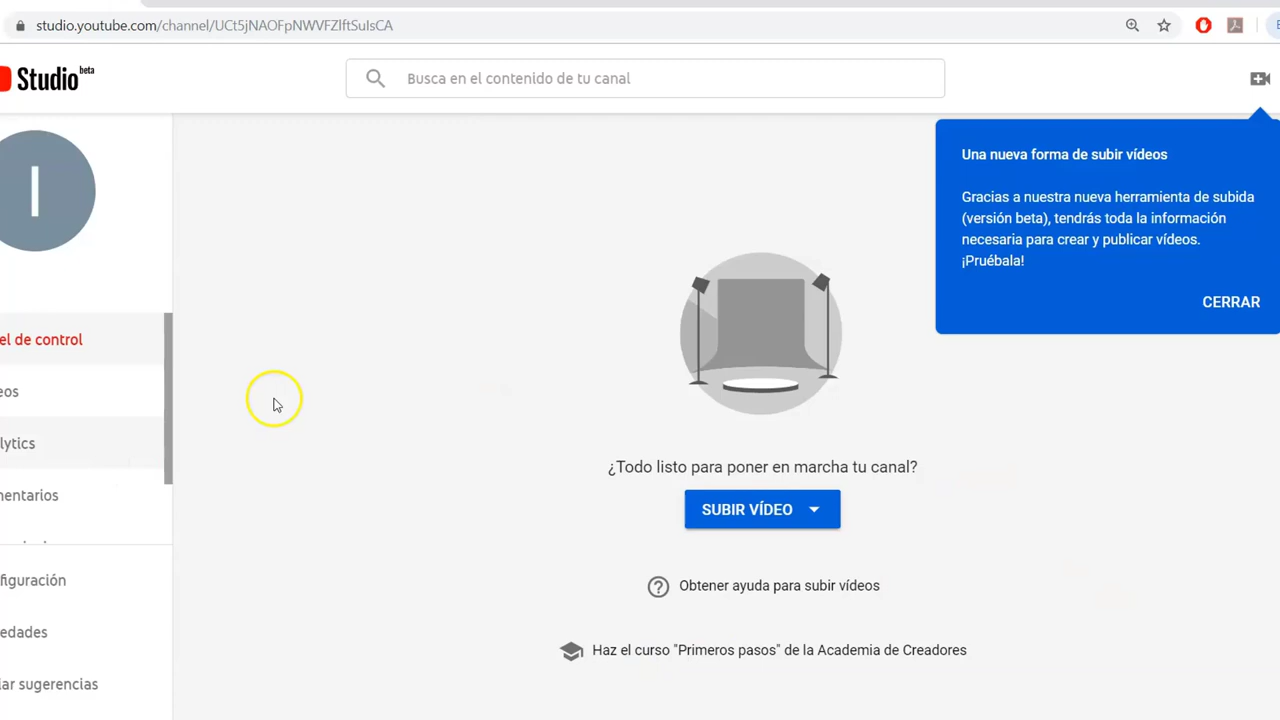 studio.youtube.com/channel/UCt5jNAOFpNWVFZlftSuIsCA
Studio beta
Busca en el contenido de tu canal
Una nueva forma de subir vídeos
Gracias a nuestra nueva herramienta de subida
(versión beta), tendrás toda la información
necesaria para crear y publicar vídeos.
¡Pruébala!
CERRAR
I
el de control
eos
lytics
mentarios
figuración
edades
iar sugerencias
¿Todo listo para poner en marcha tu canal?
SUBIR VÍDEO
Obtener ayuda para subir vídeos
Haz el curso "Primeros pasos" de la Academia de Creadores